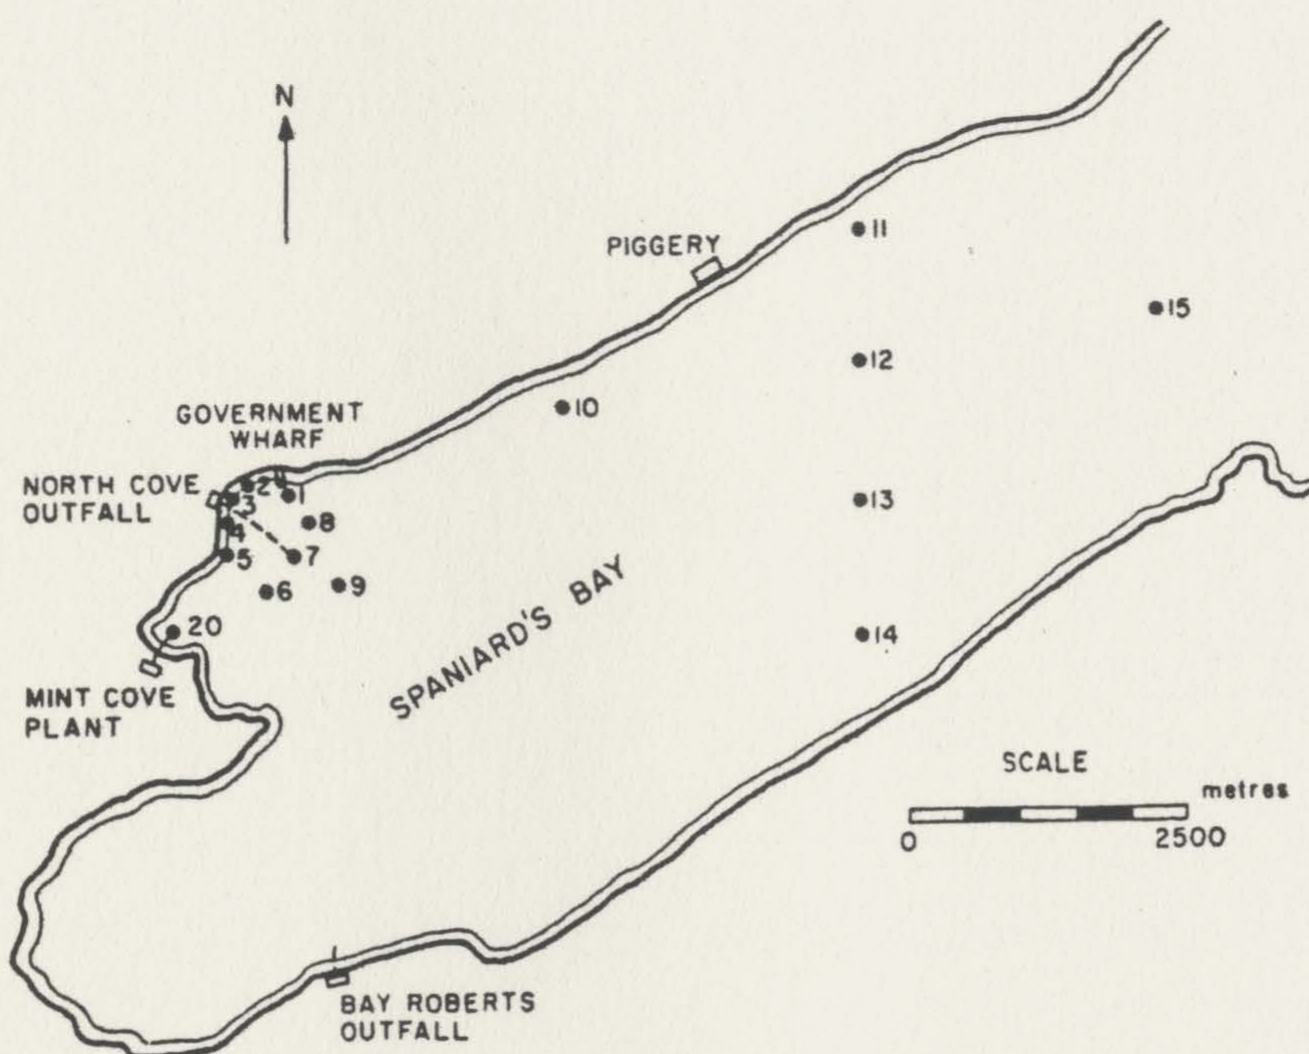 N
PIGGERY
11
15
12
10
GOVERNMENT
WHARF
NORTH COVE
OUTFALL
2
1
3
4
8
13
5
7
6
9
SPANIARD'S BAY
20
14
MINT COVE
PLANT
SCALE
metres
0 2500
BAY ROBERTS
OUTFALL